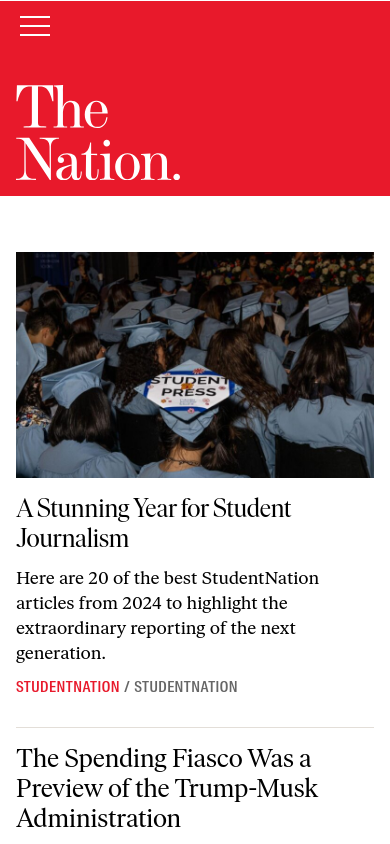 The
Nation.
STUDENT
PRESS
A Stunning Year for Student
Journalism
Here are 20 of the best StudentNation
articles from 2024 to highlight the
extraordinary reporting of the next
generation.
STUDENTNATION / STUDENTNATION
The Spending Fiasco Was a
Preview of the Trump-Musk
Administration